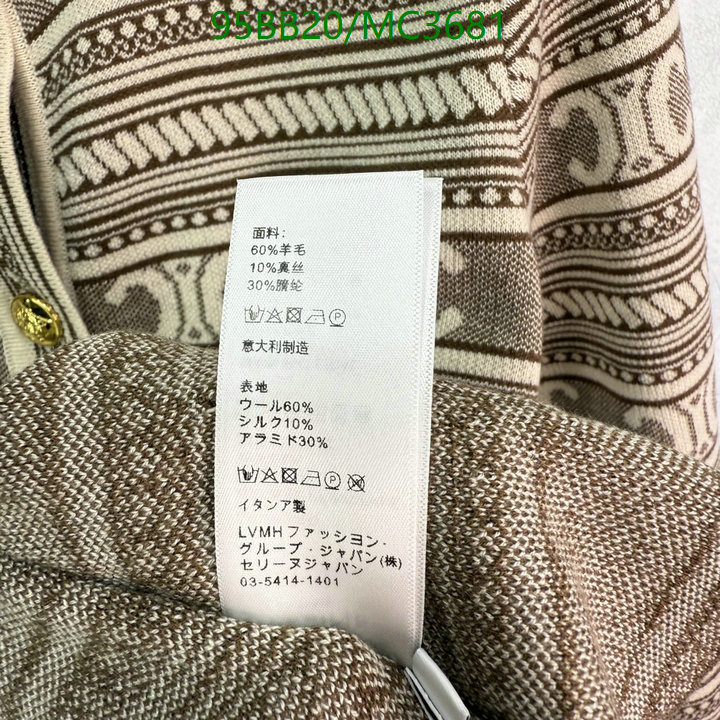 95BB20/MC3681
面料:
60%羊毛
10%真丝
30%腈纶
意大利制造
表地
ウール60%
シルク10%
アラミド30%
イタンア製
LVMHファッシヨン・
グループ・ジャパン(株)
セリーヌジャパン
03-5414-1401